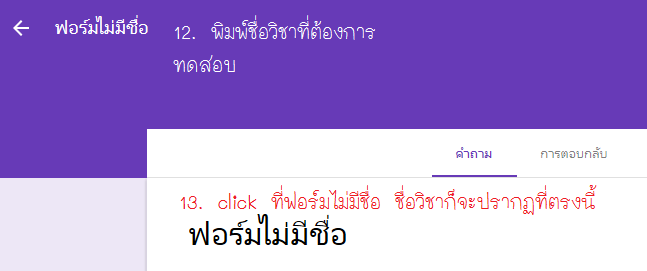 ฟอร์มไม่มีชื่อ
12. พิมพ์ชื่อวิชาที่ต้องการ
ทดสอบ
คำถาม การตอบกลับ
13. click ที่ฟอร์มไม่มีชื่อ ชื่อวิชาก็จะปรากฏที่ตรงนี้
ฟอร์มไม่มีชื่อ